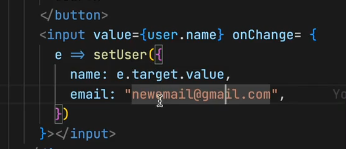 </button>
<input value={user.name} onChange= {
e => setUser({
name: e.target.value,
email: "newemail@gmail.com",
})
}></input>